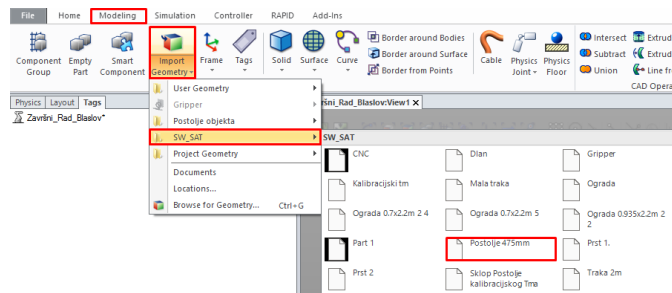 File Home Modeling Simulation Controller RAPID Add-Ins
Component Group
Empty Part
Smart Component
Import Geometry
Frame
Tags
Solid
Surface
Curve
Border around Bodies
Border around Surface
Border from Points
Cable
Physics Joint
Physics Floor
Intersect
Subtract
Union
Extrud
Extrud
Line fr
CAD Opera
Physics Layout Tags
Završni_Rad_Blaslov*
User Geometry
Gripper
Postolje objekta
SW_SAT
Project Geometry
Documents
Locations...
Browse for Geometry... Ctrl+G
ršni_Rad_Blaslov:View1
SW_SAT
CNC Dlan Gripper
Kalibracijski tm Mala traka Ograda
Ograda 0.7x2.2m 2 4 Ograda 0.7x2.2m 5 Ograda 0.935x2.2m 2
2
Part 1 Postolje 475mm Prst 1.
Prst 2 Sklop Postolje kalibracijskog Tma Traka 2m